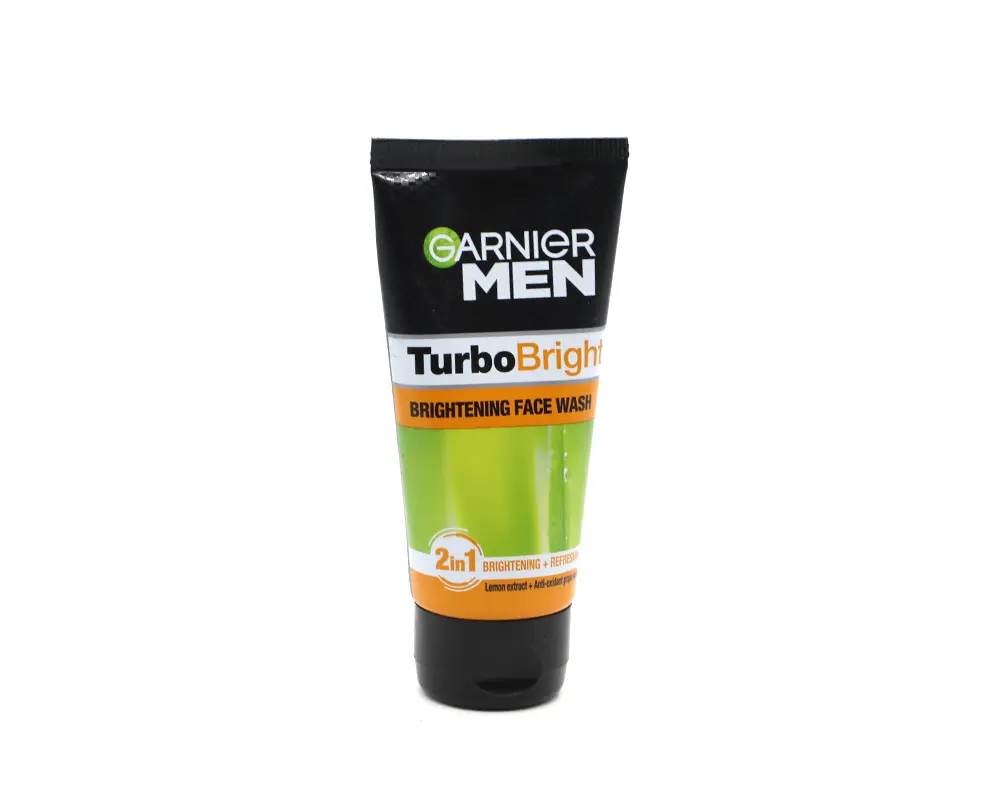 GARNIER
MEN
TurboBright
BRIGHTENING FACE WASH
2in1
BRIGHTENING +
Lemon extract + Anti-oxidant